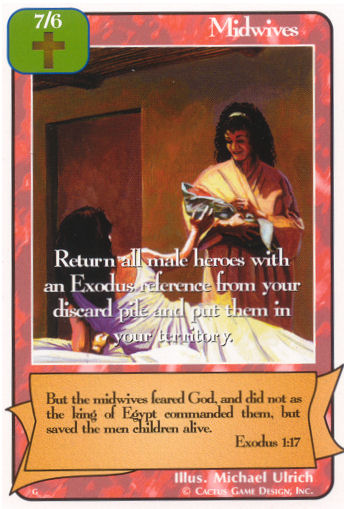 7/6
Midwives
Return all male heroes with
an Exodus reference from your
discard pile and put them in
your territory.
But the midwives feared God, and did not as
the king of Egypt commanded them, but
saved the men children alive.
Exodus 1:17
Illus. Michael Ulrich
G
© Cactus Game Design, Inc.